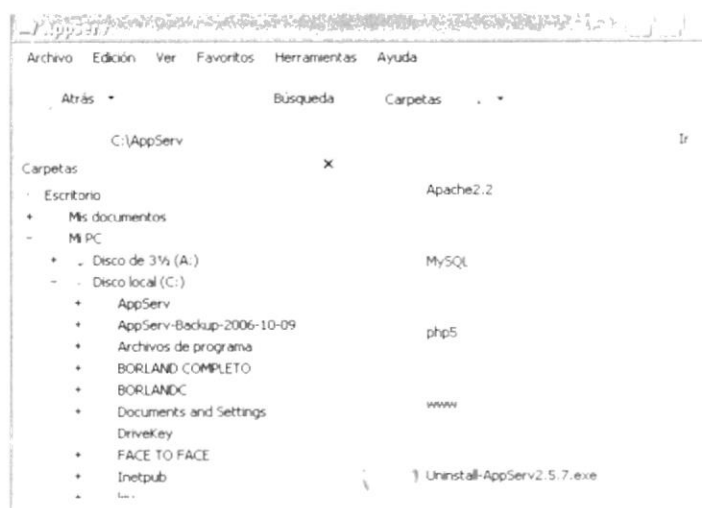 AppServ
Archivo Edición Ver Favoritos Herramientas Ayuda
Atrás Búsqueda Carpetas
C:\AppServ Ir
Carpetas ×
Escritorio
+ Mis documentos
- Mi PC
+ Disco de 3½ (A:)
- Disco local (C:)
+ AppServ
+ AppServ-Backup-2006-10-09
+ Archivos de programa
+ BORLAND COMPLETO
+ BORLANDC
+ Documents and Settings
DriveKey
+ FACE TO FACE
+ Inetpub
Apache2.2
MySQL
php5
www
Uninstall-AppServ2.5.7.exe